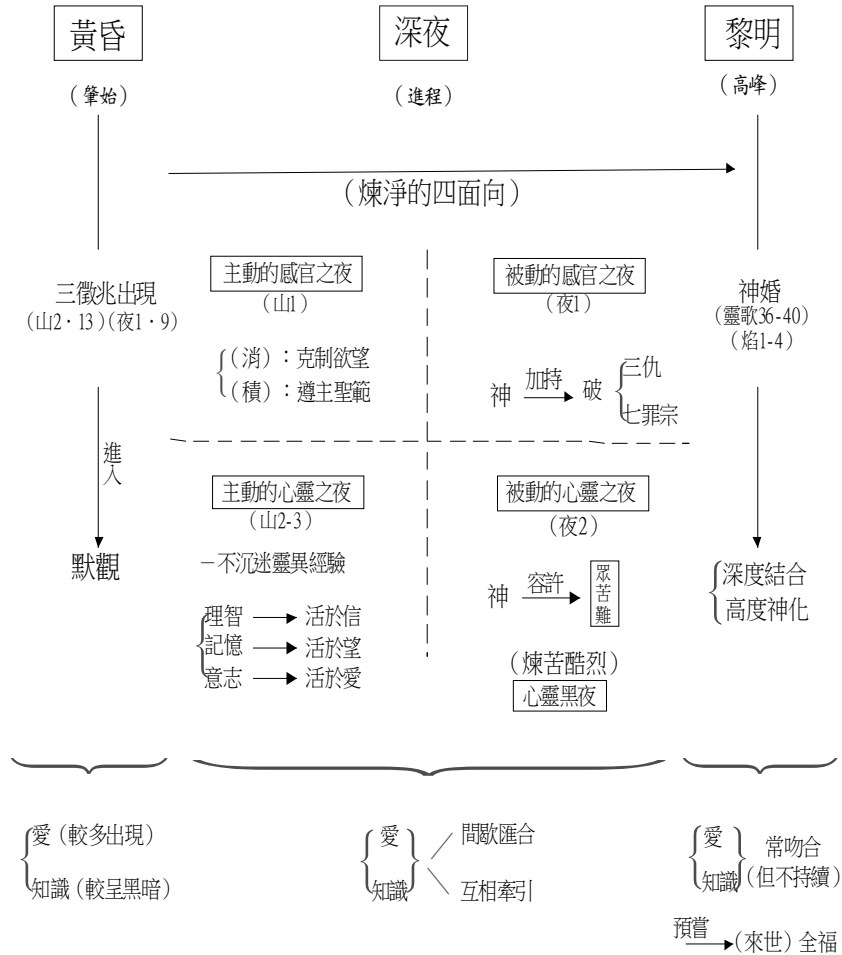 黃昏
深夜
黎明
（肇始）
（進程）
（高峰）
（煉淨的四面向）
三徵兆出現
（山2‧13）（夜1‧9）
進入
默觀
主動的感官之夜
（山1）
（消）：克制欲望
（積）：遵主聖範
被動的感官之夜
（夜1）
神 加持 破
三仇
七罪宗
主動的心靈之夜
（山2-3）
－不沉迷靈異經驗
理智 活於信
記憶 活於望
意志 活於愛
被動的心靈之夜
（夜2）
神 容許 眾苦難
（煉苦酷烈）
心靈黑夜
神婚
（靈歌36-40）
（焰1-4）
深度結合
高度神化
愛（較多出現）
知識（較呈黑暗）
愛
知識
間歇匯合
互相牽引
愛
知識
常吻合
（但不持續）
預嘗 （來世）全福